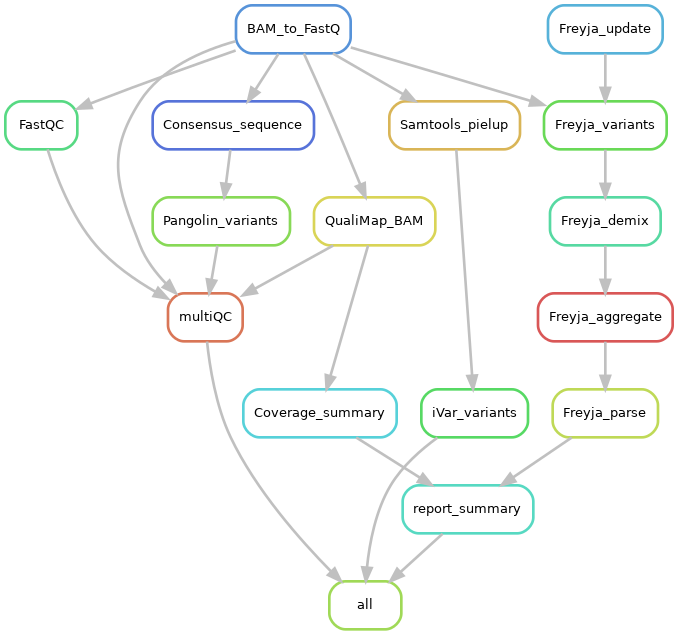 BAM_to_FastQ
Freyja_update
FastQC
Consensus_sequence
Samtools_pielup
Freyja_variants
Pangolin_variants
QualiMap_BAM
Freyja_demix
multiQC
Freyja_aggregate
Coverage_summary
iVar_variants
Freyja_parse
report_summary
all